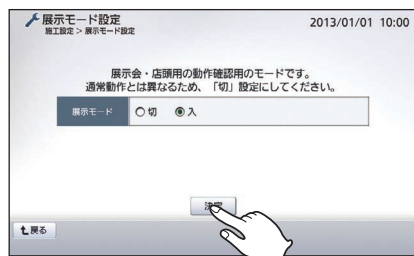 展示モード設定
2013/01/01 10:00
施工設定 > 展示モード設定
展示会・店頭用の動作確認用のモードです。
通常動作とは異なるため、「切」設定にしてください。
展示モード 切 入
決定
戻る